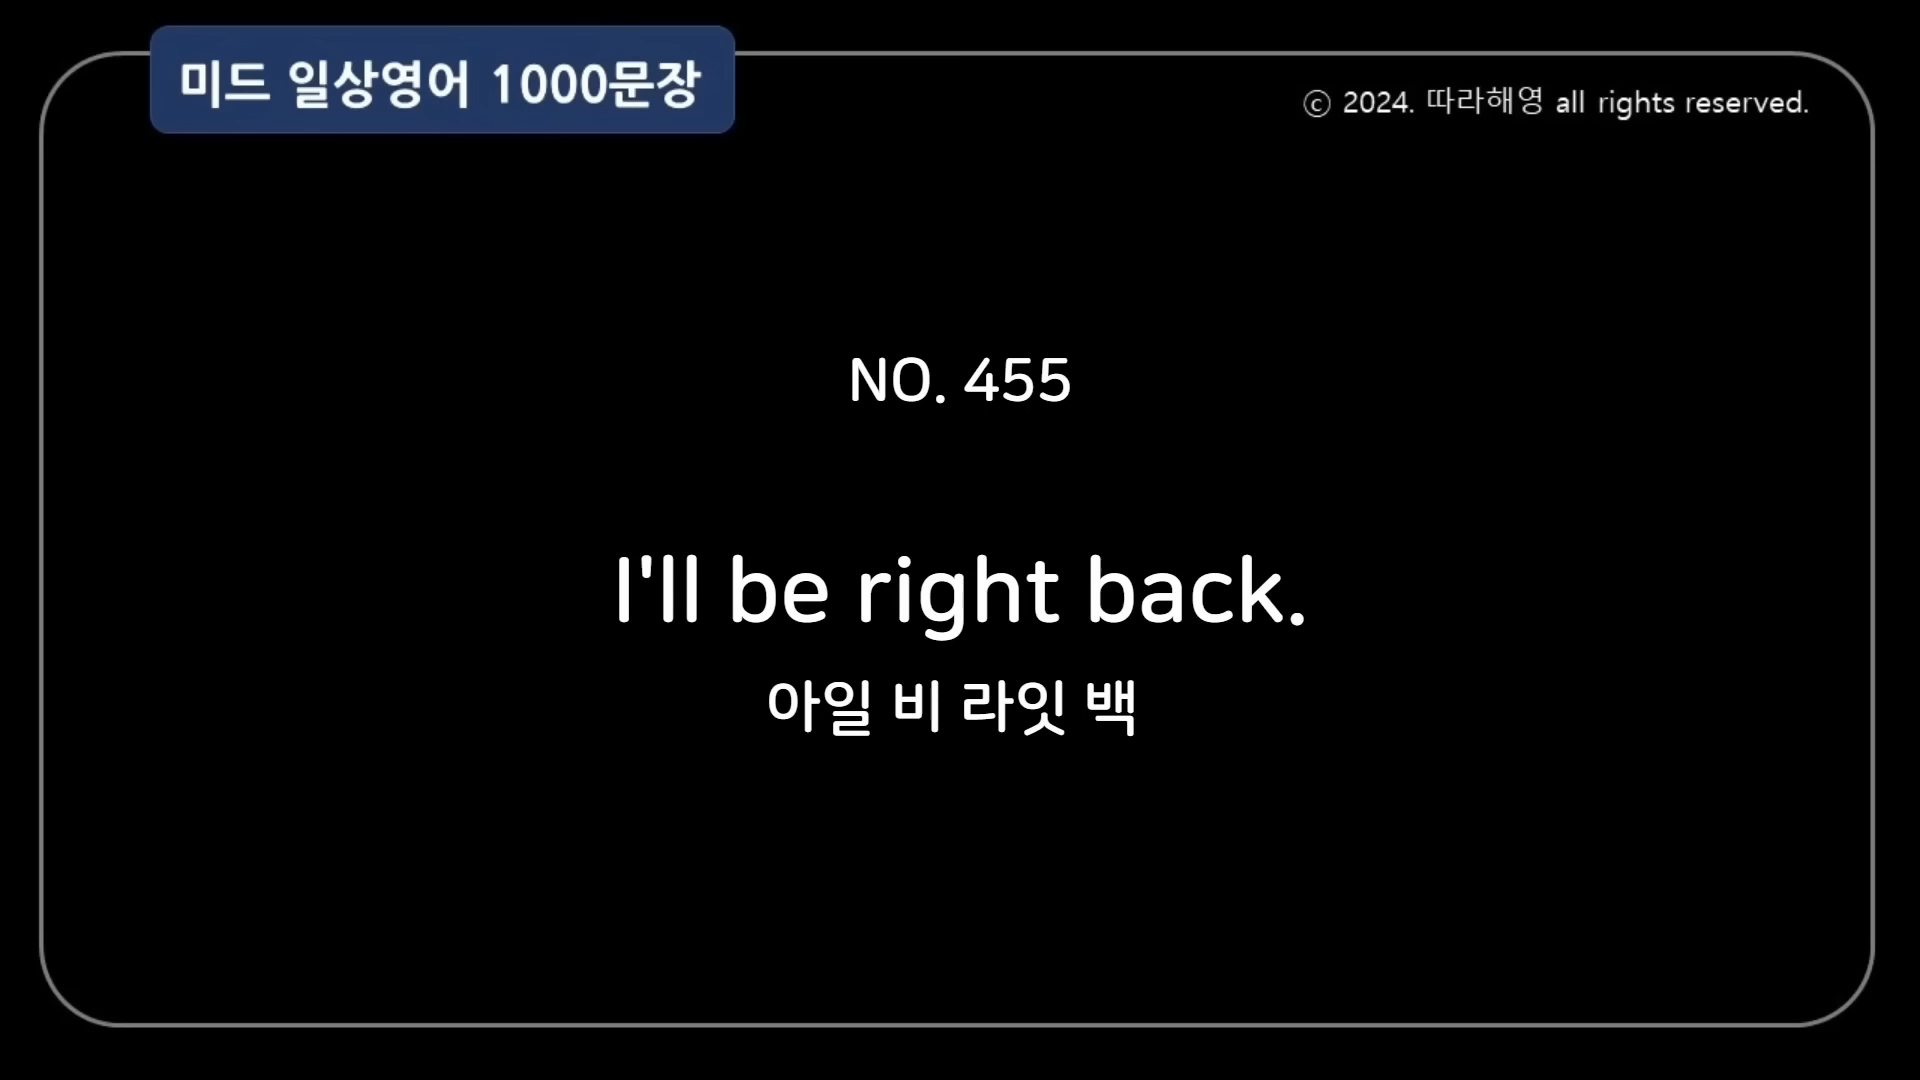 미드 일상영어 1000문장
ⓒ 2024. 따라해영 all rights reserved.
NO. 455
I'll be right back.
아일 비 라잇 백